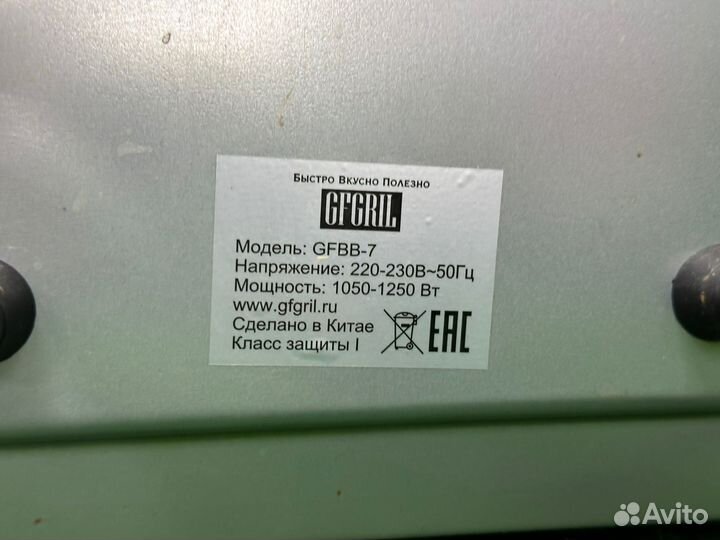 Быстро Вкусно Полезно
GFGRIL
Модель: GFBB-7
Напряжение: 220-230В~50Гц
Мощность: 1050-1250 Вт
www.gfgril.ru
Сделано в Китае
Класс защиты I
EAC
Avito